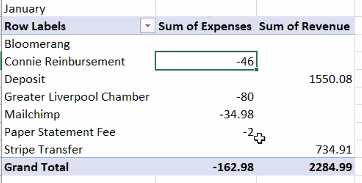 January
Row Labels Sum of Expenses Sum of Revenue
Bloomerang
Connie Reimbursement -46
Deposit 1550.08
Greater Liverpool Chamber -80
Mailchimp -34.98
Paper Statement Fee -2
Stripe Transfer 734.91
Grand Total -162.98 2284.99